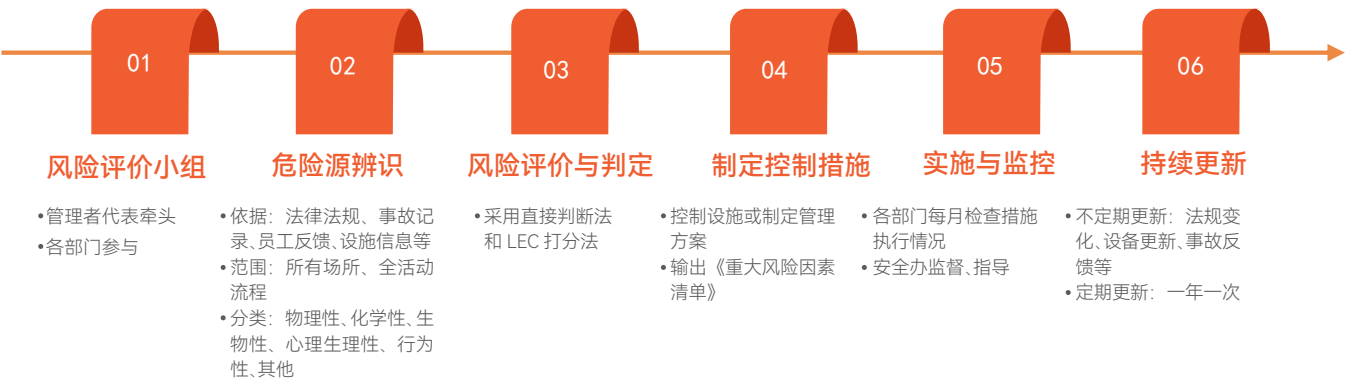 01
风险评价小组
•管理者代表牵头
•各部门参与
02
危险源辨识
•依据：法律法规、事故记
录、员工反馈、设施信息等
•范围：所有场所、全活动
流程
•分类：物理性、化学性、生
物性、心理生理性、行为
性、其他
03
风险评价与判定
•采用直接判断法
和 LEC 打分法
04
制定控制措施
•控制设施或制定管理
方案
•输出《重大风险因素
清单》
05
实施与监控
•各部门每月检查措施
执行情况
•安全办监督、指导
06
持续更新
•不定期更新：法规变
化、设备更新、事故反
馈等
•定期更新：一年一次